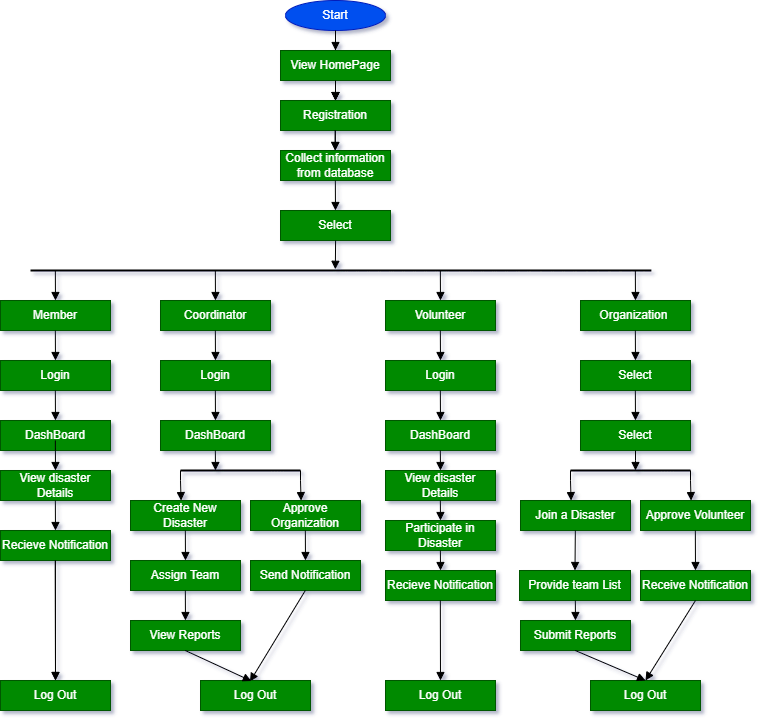 Start
View HomePage
Registration
Collect information
from database
Select
Member
Coordinator
Volunteer
Organization
Login
Login
Login
Select
DashBoard
DashBoard
DashBoard
Select
View disaster
Details
View disaster
Details
Create New
Disaster
Approve
Organization
Join a Disaster
Approve Volunteer
Recieve Notification
Participate in
Disaster
Assign Team
Send Notification
Recieve Notification
Provide team List
Receive Notification
View Reports
Submit Reports
Log Out
Log Out
Log Out
Log Out